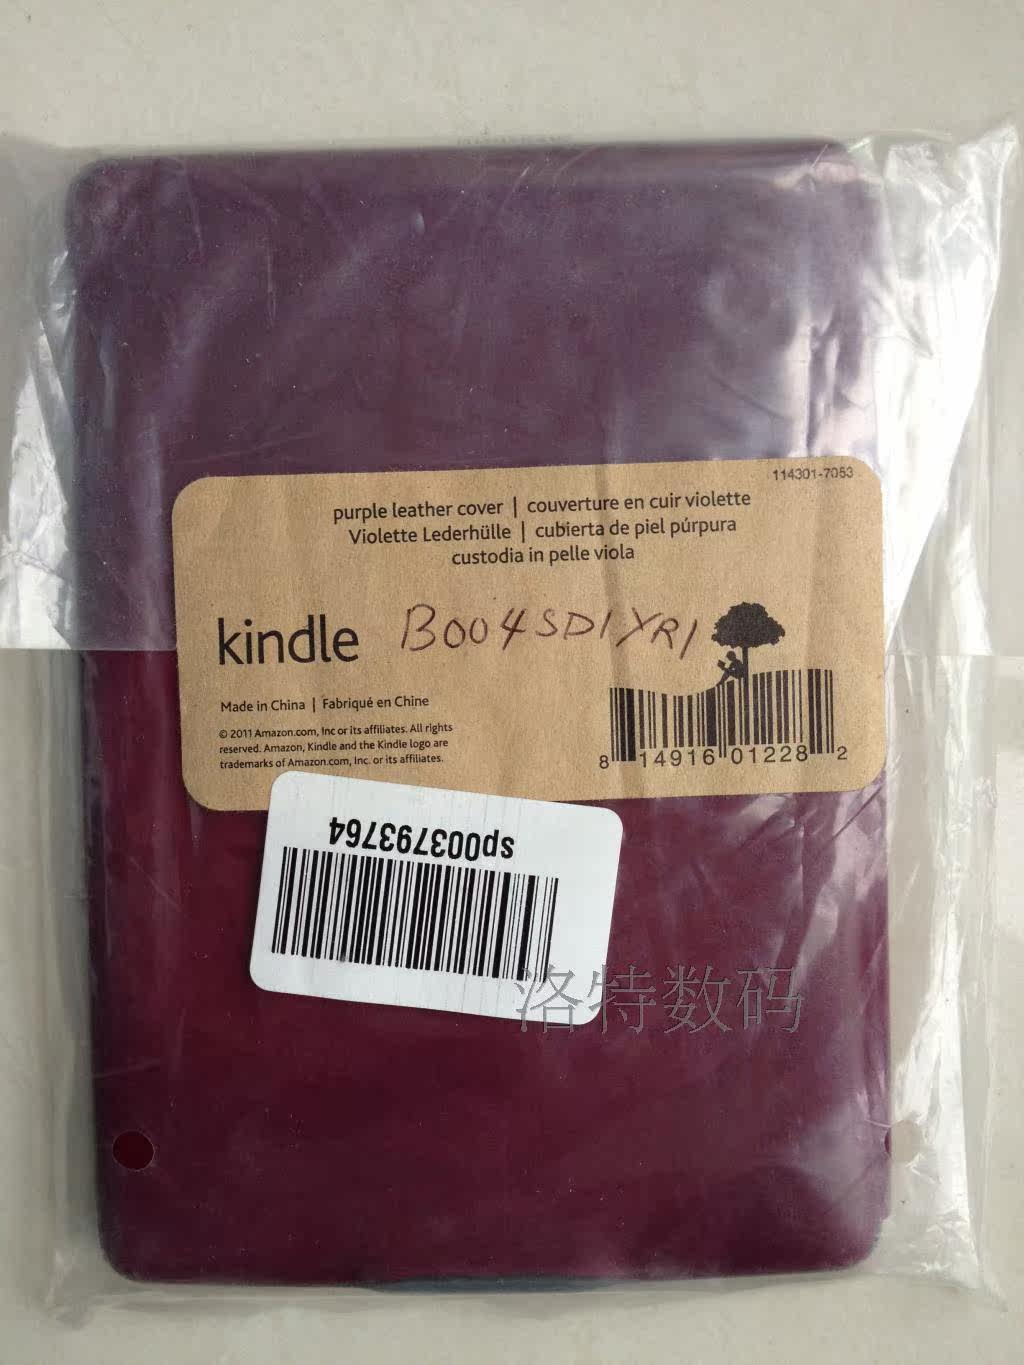 114301-7053
purple leather cover | couverture en cuir violette
Violette Lederhülle | cubierta de piel púrpura
custodia in pelle viola
kindle
B004SD1YR1
Made in China | Fabriqué en Chine
© 2011 Amazon.com, Inc or its affiliates. All rights
reserved. Amazon, Kindle and the Kindle logo are
trademarks of Amazon.com, Inc. or its affiliates.
8 14916 01228 2
sp003793764
洛特数码